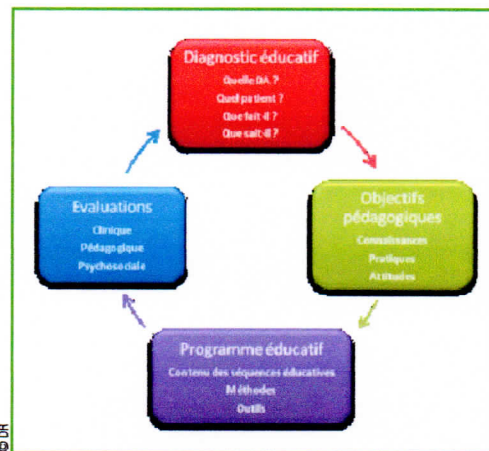 Diagnostic éducatif
Quelle DA ?
Quel patient ?
Que fait-il ?
Que sait-il ?
Objectifs
pédagogiques
Connaissances
Pratiques
Attitudes
Programme éducatif
Contenu des séquences éducatives
Méthodes
Outils
Evaluations
Clinique
Pédagogique
Psychosociale
© DR